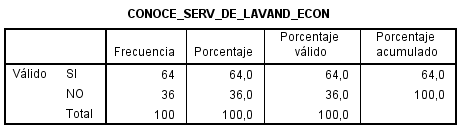 CONOCE_SERV_DE_LAVAND_ECON
Frecuencia Porcentaje Porcentaje válido Porcentaje acumulado
Válido SI 64 64,0 64,0 64,0
NO 36 36,0 36,0 100,0
Total 100 100,0 100,0